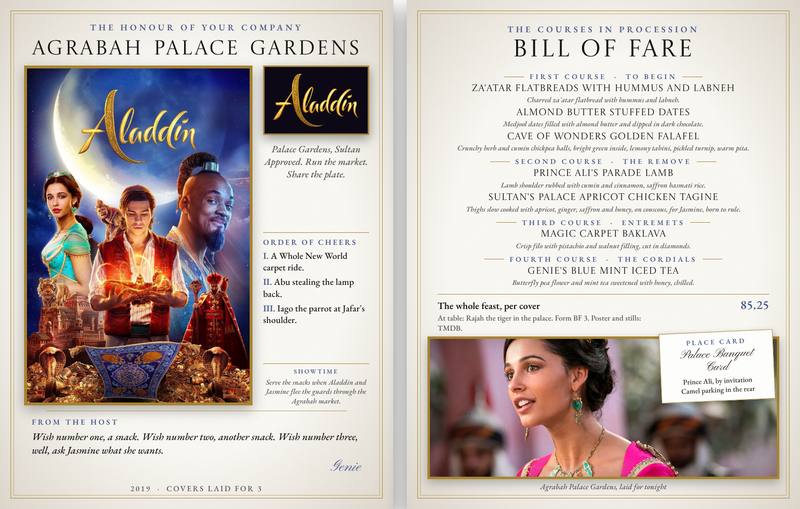 THE HONOUR OF YOUR COMPANY
AGRABAH PALACE GARDENS
Aladdin
Aladdin
Palace Gardens, Sultan
Approved. Run the market.
Share the plate.
ORDER OF CHEERS
I. A Whole New World
carpet ride.
II. Abu stealing the lamp
back.
III. Iago the parrot at Jafar's
shoulder.
SHOWTIME
Serve the snacks when Aladdin and
Jasmine flee the guards through the
Agrabah market.
FROM THE HOST
Wish number one, a snack. Wish number two, another snack. Wish number three,
well, ask Jasmine what she wants.
Genie
2019 · COVERS LAID FOR 3
THE COURSES IN PROCESSION
BILL OF FARE
FIRST COURSE · TO BEGIN
ZA'ATAR FLATBREADS WITH HUMMUS AND LABNEH
Charred za'atar flatbread with hummus and labneh.
ALMOND BUTTER STUFFED DATES
Medjool dates filled with almond butter and dipped in dark chocolate.
CAVE OF WONDERS GOLDEN FALAFEL
Crunchy herb and cumin chickpea balls, bright green inside, lemony tahini, pickled turnip, warm pita.
SECOND COURSE · THE REMOVE
PRINCE ALI'S PARADE LAMB
Lamb shoulder rubbed with cumin and cinnamon, saffron basmati rice.
SULTAN'S PALACE APRICOT CHICKEN TAGINE
Thighs slow cooked with apricot, ginger, saffron and honey, on couscous, for Jasmine, born to rule.
THIRD COURSE · ENTREMETS
MAGIC CARPET BAKLAVA
Crisp filo with pistachio and walnut filling, cut in diamonds.
FOURTH COURSE · THE CORDIALS
GENIE'S BLUE MINT ICED TEA
Butterfly pea flower and mint tea sweetened with honey, chilled.
The whole feast, per cover 85.25
At table: Rajah the tiger in the palace. Form BF 3. Poster and stills:
TMDB.
PLACE CARD
Palace Banquet
Card
Prince Ali, by invitation
Camel parking in the rear
Agrabah Palace Gardens, laid for tonight